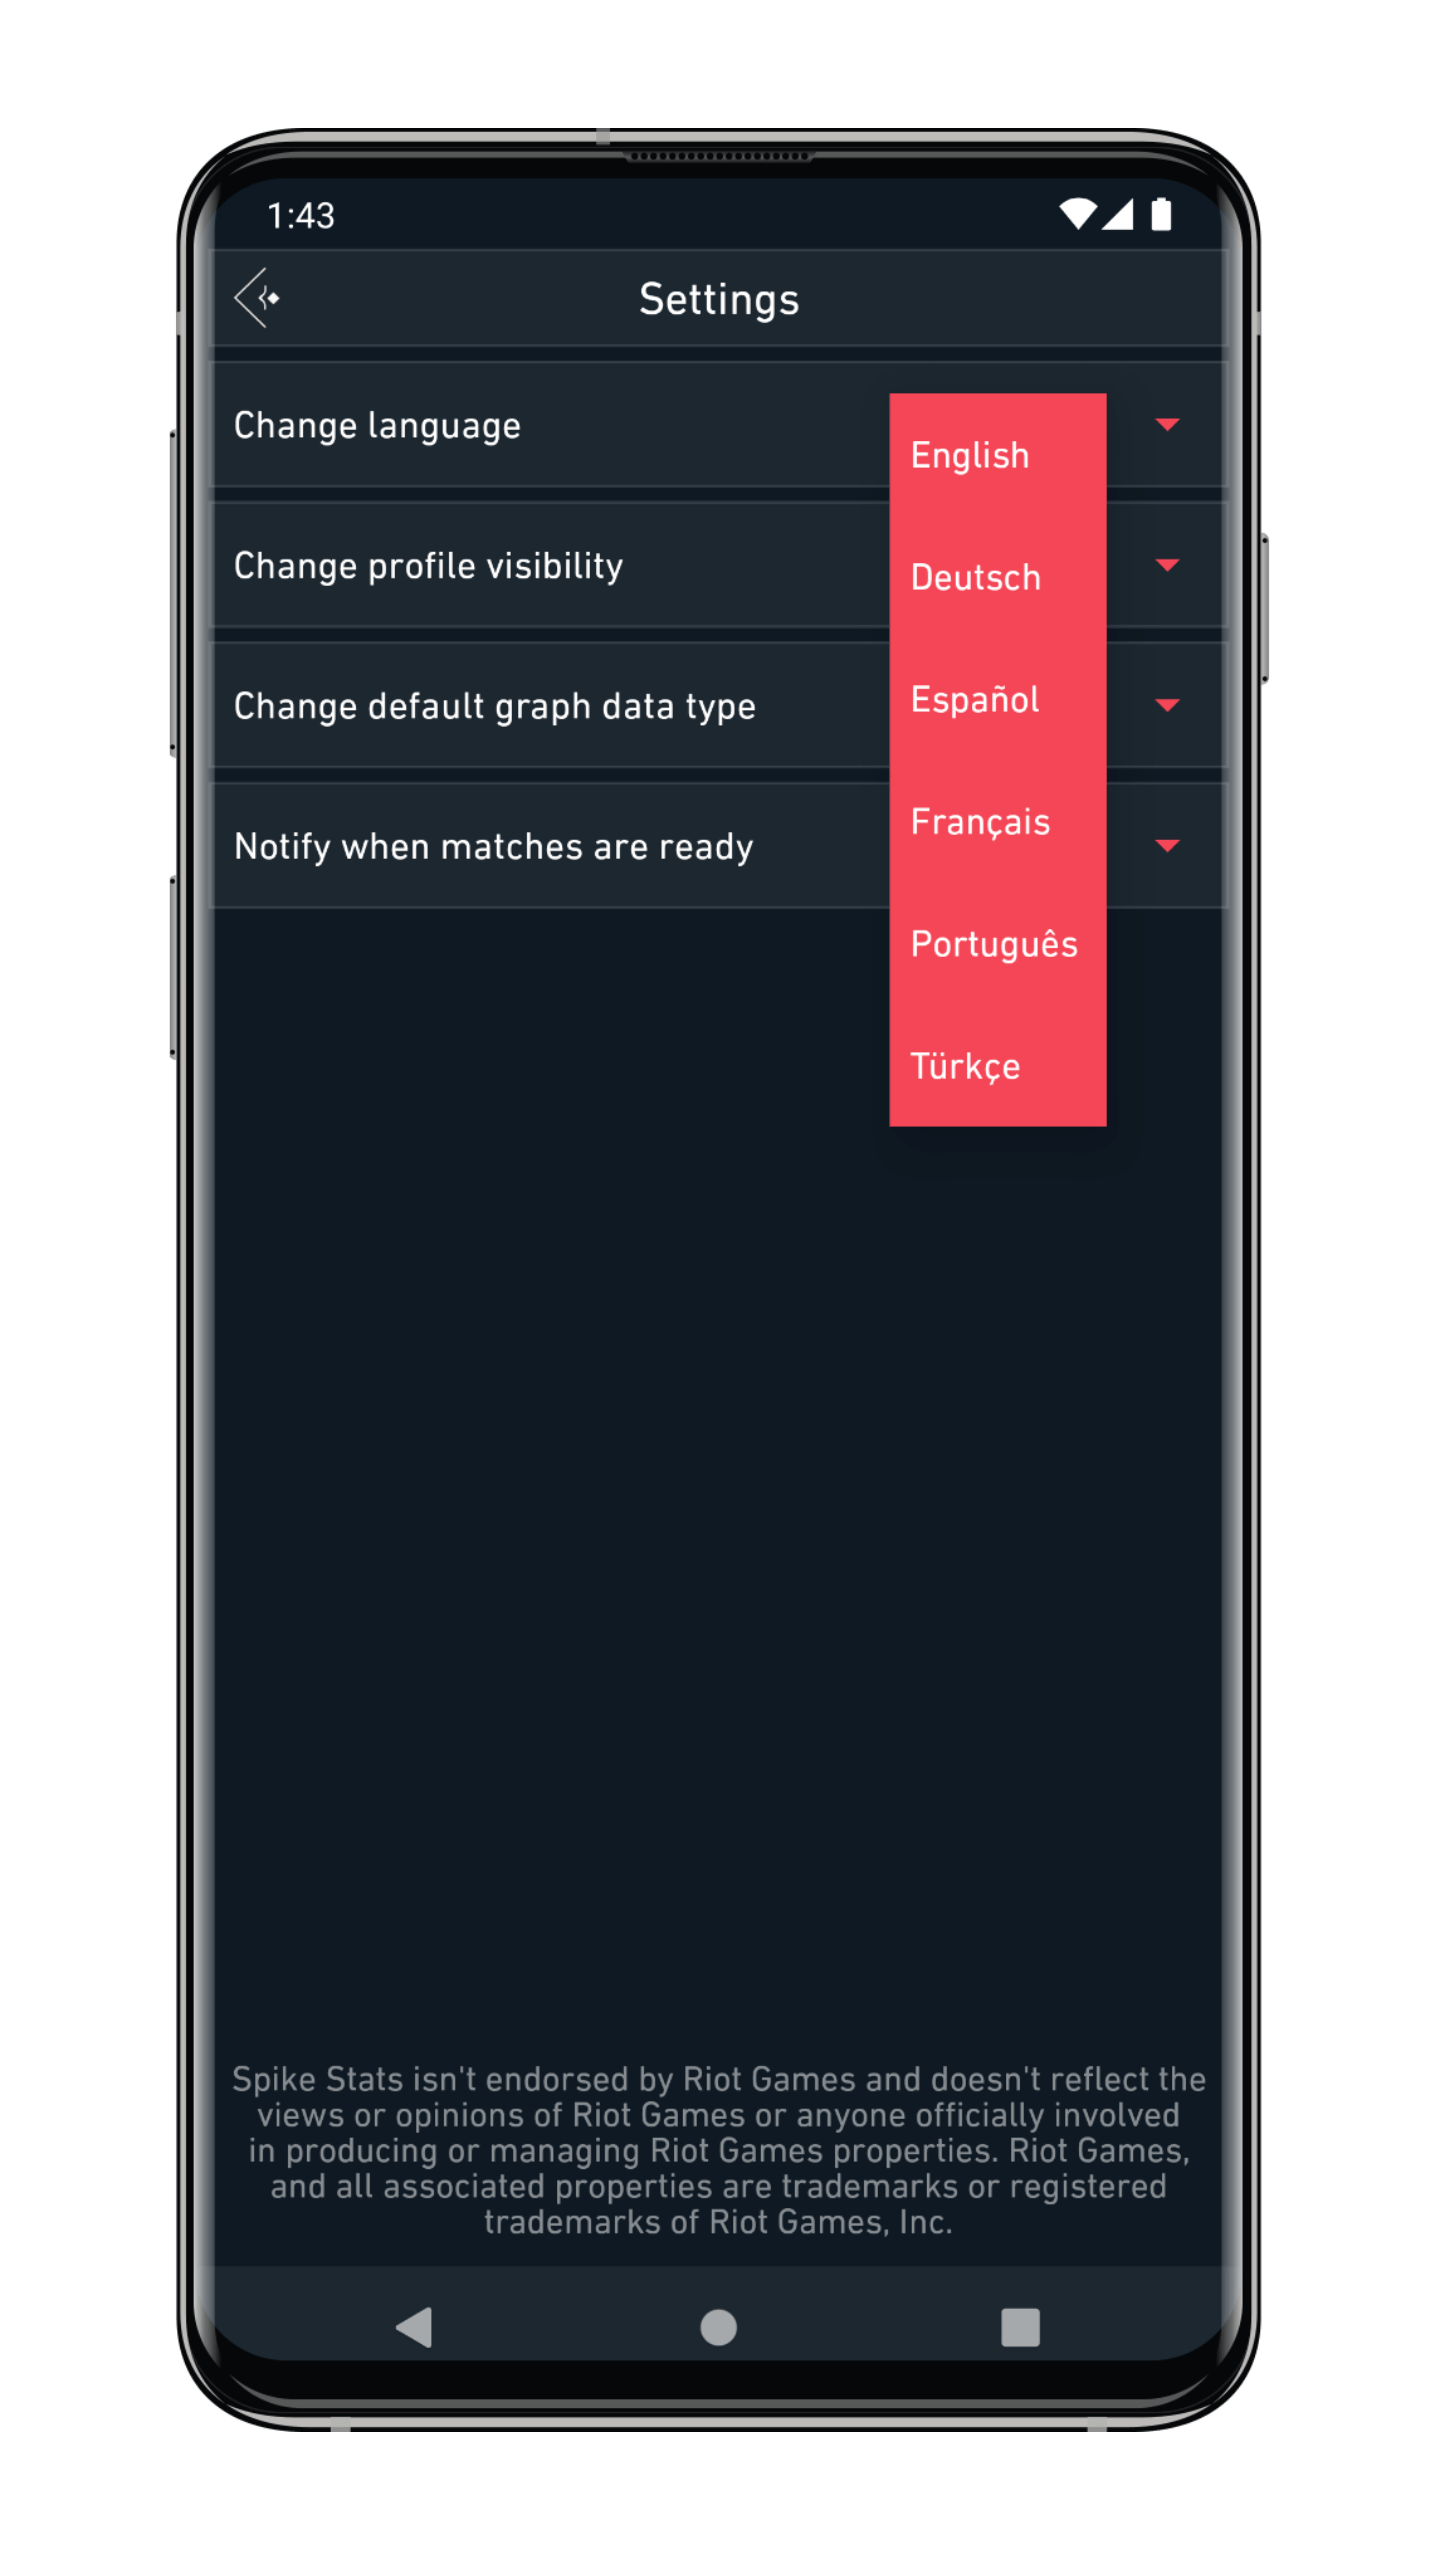 1:43
Settings
Change language
English
Change profile visibility
Deutsch
Change default graph data type
Español
Notify when matches are ready
Français
Português
Türkçe
Spike Stats isn't endorsed by Riot Games and doesn't reflect the
views or opinions of Riot Games or anyone officially involved
in producing or managing Riot Games properties. Riot Games,
and all associated properties are trademarks or registered
trademarks of Riot Games, Inc.